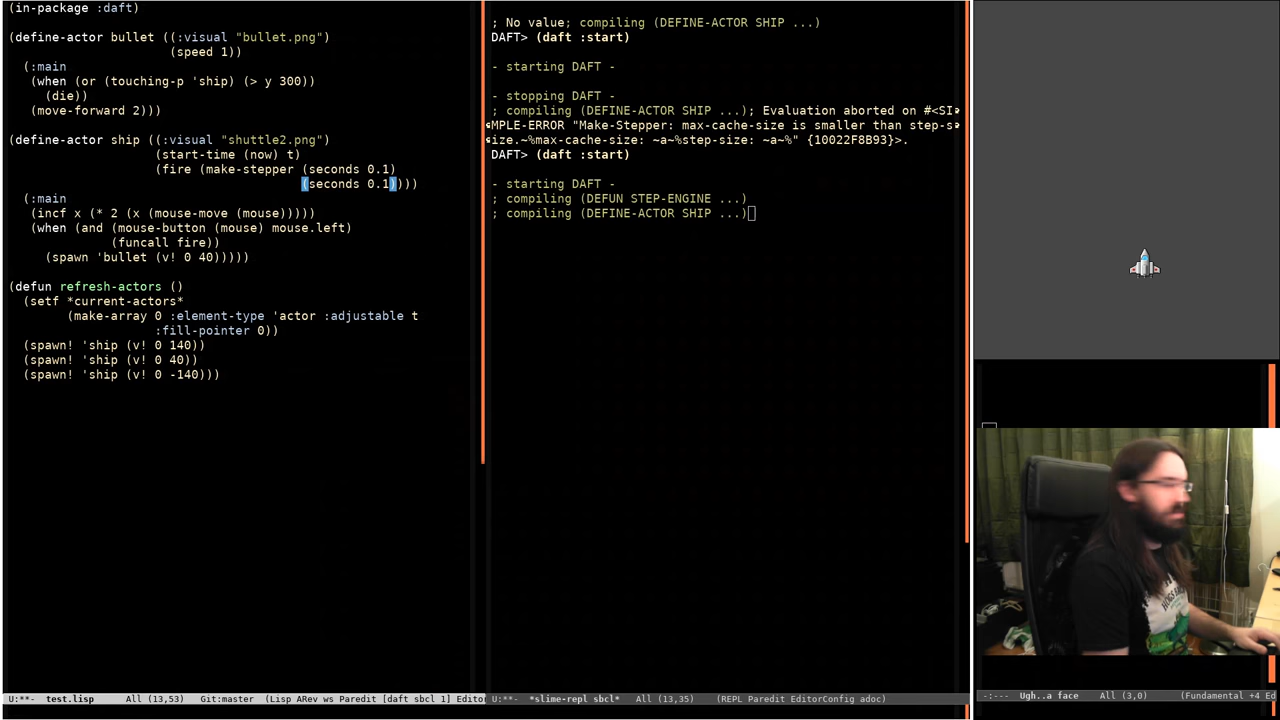 (in-package :daft)
(define-actor bullet ((:visual "bullet.png")
(speed 1))
(:main
(when (or (touching-p 'ship) (> y 300))
(die))
(move-forward 2)))
(define-actor ship ((:visual "shuttle2.png")
(start-time (now) t)
(fire (make-stepper (seconds 0.1)
(seconds 0.1))))
(:main
(incf x (* 2 (x (mouse-move (mouse)))))
(when (and (mouse-button (mouse) mouse.left)
(funcall fire))
(spawn 'bullet (v! 0 40)))))
(defun refresh-actors ()
(setf *current-actors*
(make-array 0 :element-type 'actor :adjustable t
:fill-pointer 0))
(spawn! 'ship (v! 0 140))
(spawn! 'ship (v! 0 40))
(spawn! 'ship (v! 0 -140)))
U:**- test.lisp All (13,53) Git:master (Lisp ARev ws Paredit [daft sbcl 1] Editor
; No value; compiling (DEFINE-ACTOR SHIP ...)
DAFT> (daft :start)
- starting DAFT -
- stopping DAFT -
; compiling (DEFINE-ACTOR SHIP ...); Evaluation aborted on #<SI
MPLE-ERROR "Make-Stepper: max-cache-size is smaller than step-s
ize.~%max-cache-size: ~a~%step-size: ~a~%" {10022F8B93}>.
DAFT> (daft :start)
- starting DAFT -
; compiling (DEFUN STEP-ENGINE ...)
; compiling (DEFINE-ACTOR SHIP ...)
U:**- *slime-repl sbcl* All (13,35) (REPL Paredit EditorConfig adoc)
-:--- Ugh..a face All (3,0) (Fundamental +4 Ed